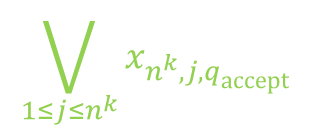 ⋁ x_{n^k, j, q_accept}
1≤j≤n^k